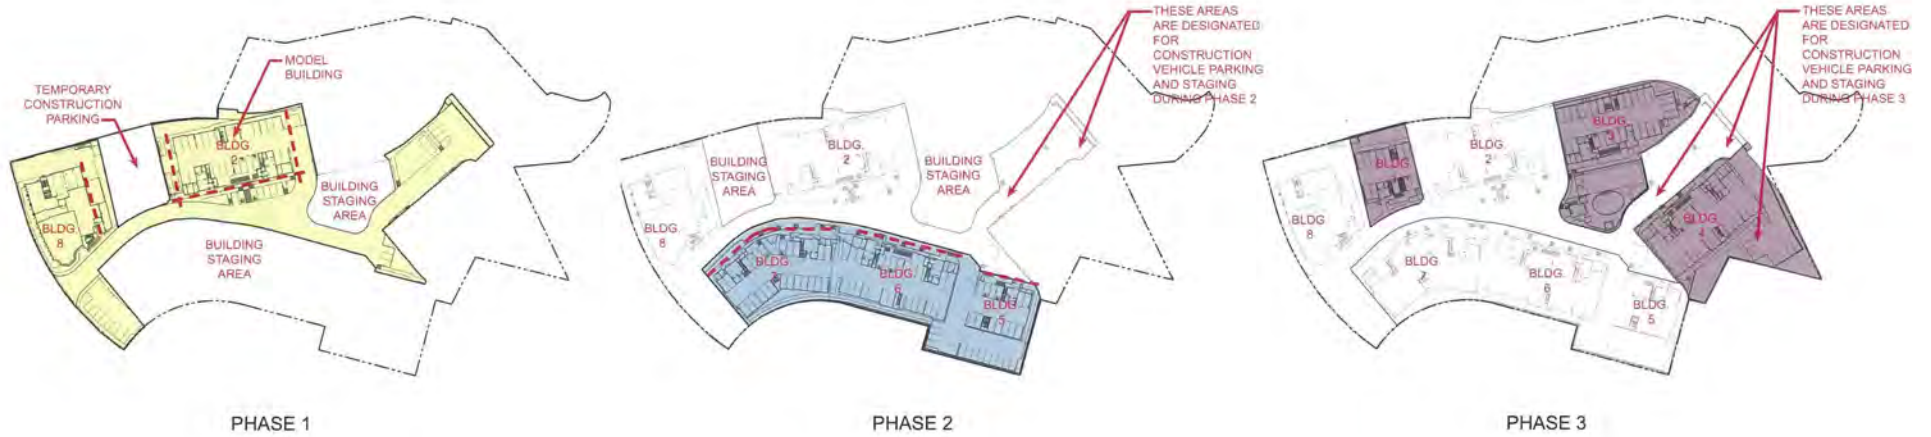 MODEL
BUILDING
TEMPORARY
CONSTRUCTION
PARKING
BLDG
2
BUILDING
STAGING
AREA
BLDG
8
BUILDING
STAGING
AREA
PHASE 1
THESE AREAS
ARE DESIGNATED
FOR
CONSTRUCTION
VEHICLE PARKING
AND STAGING
DURING PHASE 2
BUILDING
STAGING
AREA
BLDG.
2
BUILDING
STAGING
AREA
BLDG.
8
BLDG
BLDG.
6
BLDG
5
PHASE 2
THESE AREAS
ARE DESIGNATED
FOR
CONSTRUCTION
VEHICLE PARKING
AND STAGING
DURING PHASE 3
BLDG
3
BLDG
BLDG.
2
BLDG.
8
BLDG
4
BLDG
BLDG.
6
BLDG
5
PHASE 3